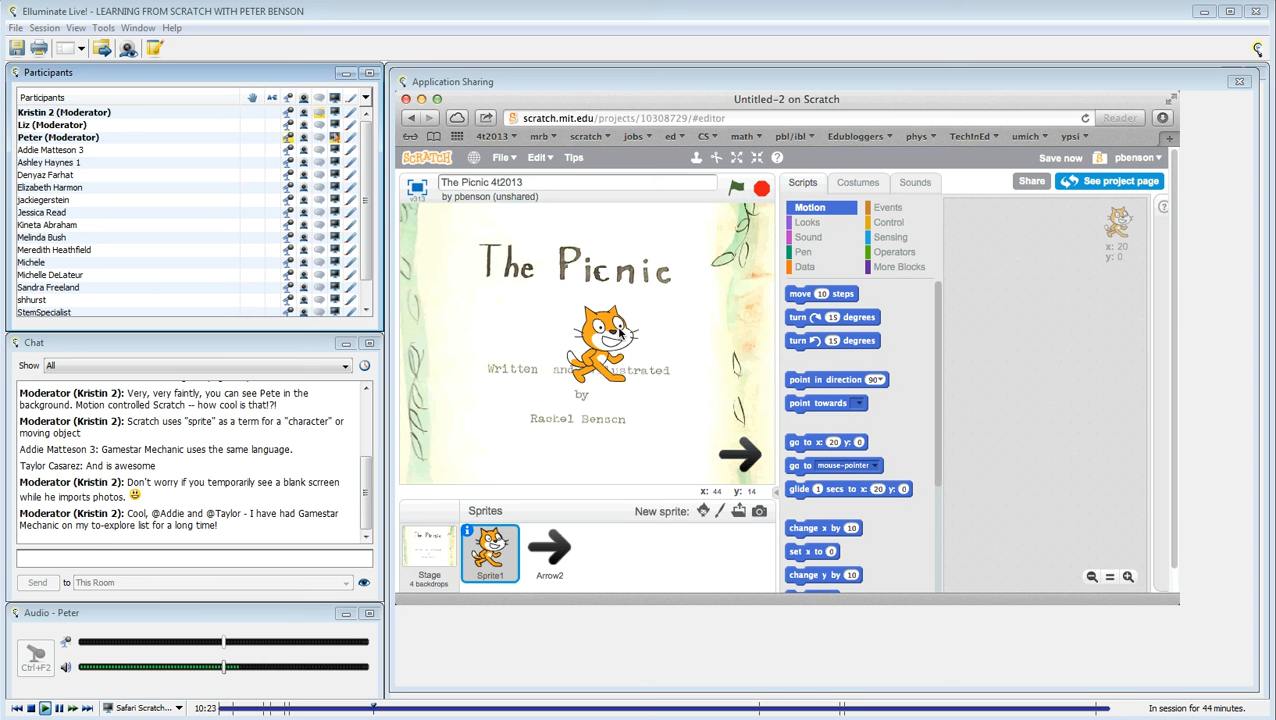 Elluminate Live! - LEARNING FROM SCRATCH WITH PETER BENSON
File Session View Tools Window Help
Participants
Participants
Kristin 2 (Moderator)
Liz (Moderator)
Peter (Moderator)
Addie Matteson 3
Ashley Haynes 1
Denyaz Farhat
Elizabeth Harmon
jackiegerstein
Jessica Read
Kineta Abraham
Melinda Bush
Meredith Heathfield
Michele
Michelle DeLateur
Sandra Freeland
shhurst
StemSpecialist
Chat
Show All
Moderator (Kristin 2): Very, very faintly, you can see Pete in the
background. Motion controlled Scratch -- how cool is that!?!
Moderator (Kristin 2): Scratch uses "sprite" as a term for a "character" or
moving object
Addie Matteson 3: Gamestar Mechanic uses the same language.
Taylor Casarez: And is awesome
Moderator (Kristin 2): Don't worry if you temporarily see a blank scrreen
while he imports photos.
Moderator (Kristin 2): Cool, @Addie and @Taylor - I have had Gamestar
Mechanic on my to-explore list for a long time!
Send to This Room
Audio - Peter
Ctrl+F2
Safari Scratch... 10:23
In session for 44 minutes.
Application Sharing
Untitled-2 on Scratch
scratch.mit.edu/projects/10308729/#editor
Reader
4t2013 mrb scratch jobs ed CS math pbl/ibl Edubloggers phys TechInEd umich ypsi
SCRATCH File Edit Tips
Save now pbenson
v313
The Picnic 4t2013
by pbenson (unshared)
Scripts Costumes Sounds
Share See project page
The Picnic
Written and
by
Rachel Benson
x: 44 y: 14
Sprites New sprite:
Stage
4 backdrops
Sprite1
Arrow2
Motion Events
Looks Control
Sound Sensing
Pen Operators
Data More Blocks
move 10 steps
turn 15 degrees
turn 15 degrees
point in direction 90
point towards
go to x: 20 y: 0
go to mouse-pointer
glide 1 secs to x: 20 y: 0
change x by 10
set x to 0
change y by 10
x: 20
y: 0